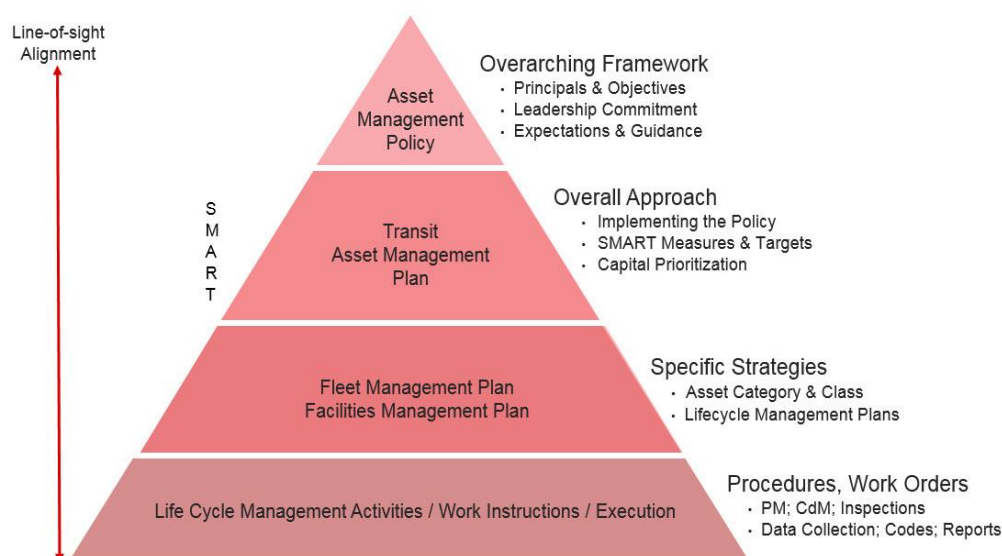 Line-of-sight
Alignment
Asset
Management
Policy
Overarching Framework
• Principals & Objectives
• Leadership Commitment
• Expectations & Guidance
S
M
A
R
T
Transit
Asset Management
Plan
Overall Approach
• Implementing the Policy
• SMART Measures & Targets
• Capital Prioritization
Fleet Management Plan
Facilities Management Plan
Specific Strategies
• Asset Category & Class
• Lifecycle Management Plans
Life Cycle Management Activities / Work Instructions / Execution
Procedures, Work Orders
• PM; CdM; Inspections
• Data Collection; Codes; Reports